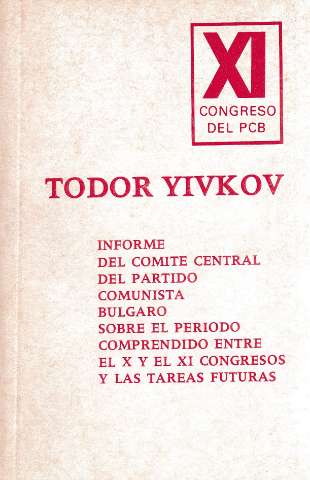 XI
CONGRESO
DEL PCB
TODOR YIVKOV
INFORME
DEL COMITE CENTRAL
DEL PARTIDO
COMUNISTA
BULGARO
SOBRE EL PERIODO
COMPRENDIDO ENTRE
EL X Y EL XI CONGRESOS
Y LAS TAREAS FUTURAS